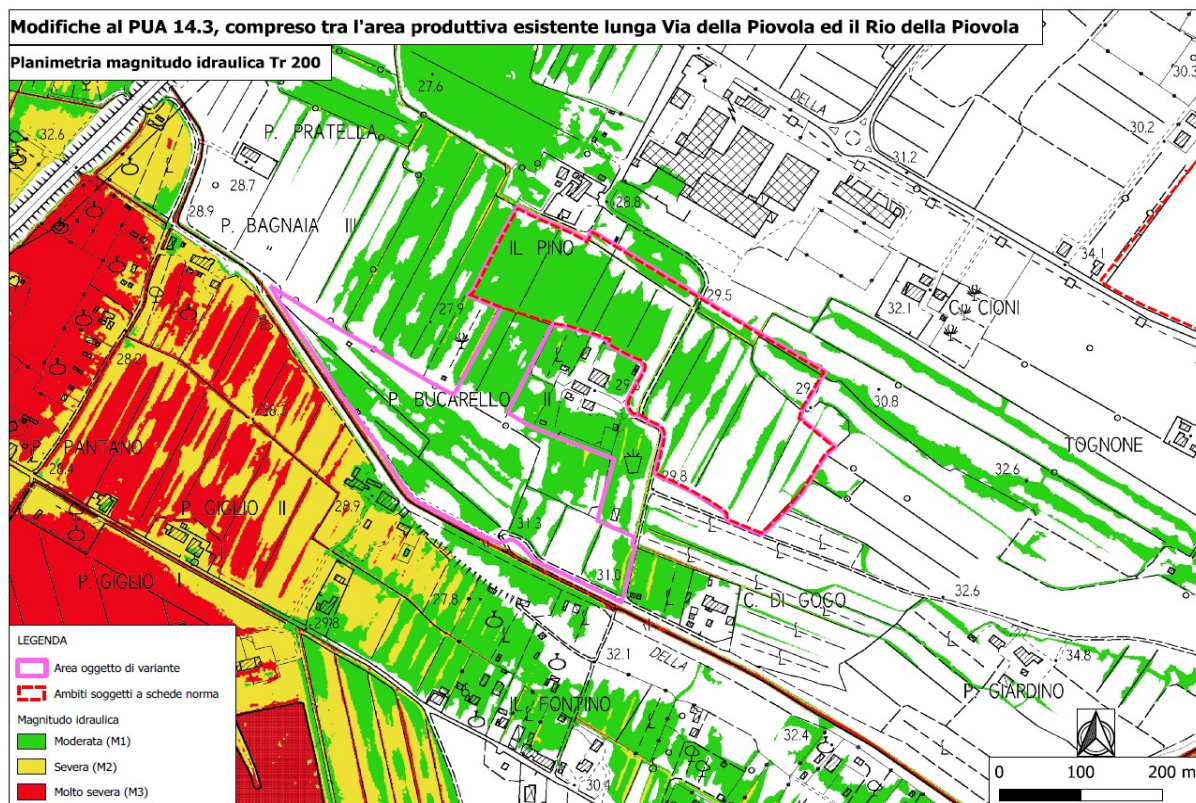 Modifiche al PUA 14.3, compreso tra l'area produttiva esistente lungo Via della Piovola ed il Rio della Piovola
Planimetria magnitudo idraulica Tr 200
27.6
DELLA
30.3
32.6
P. PRATELLA
30.2
31.2
28.7
28.8
28.9
P. BAGNAIA III
IL PINO
34.1
29.5
32.1
C. CIONI
27.9
28.2
30.8
P. BUCARELLO II
28.3
TOGNONE
P. PANTANO
28.4
29.8
32.6
P. GIGLIO II
28.9
31.3
P. GIGLIO I
31.0
27.8
C. DI GOGO
32.6
29.8
32.1
DELLA
34.8
P. GIARDINO
IL FONTINO
32.4
30.4
LEGENDA
Area oggetto di variante
Ambiti soggetti a schede norma
Magnitudo idraulica
Moderata (M1)
Severa (M2)
Molto severa (M3)
0 100 200 m